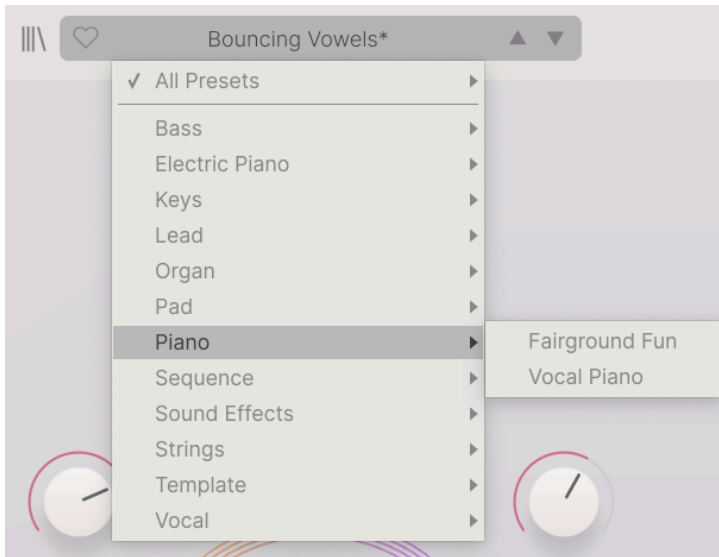 Bouncing Vowels*
All Presets
Bass
Electric Piano
Keys
Lead
Organ
Pad
Piano
Fairground Fun
Sequence
Vocal Piano
Sound Effects
Strings
Template
Vocal